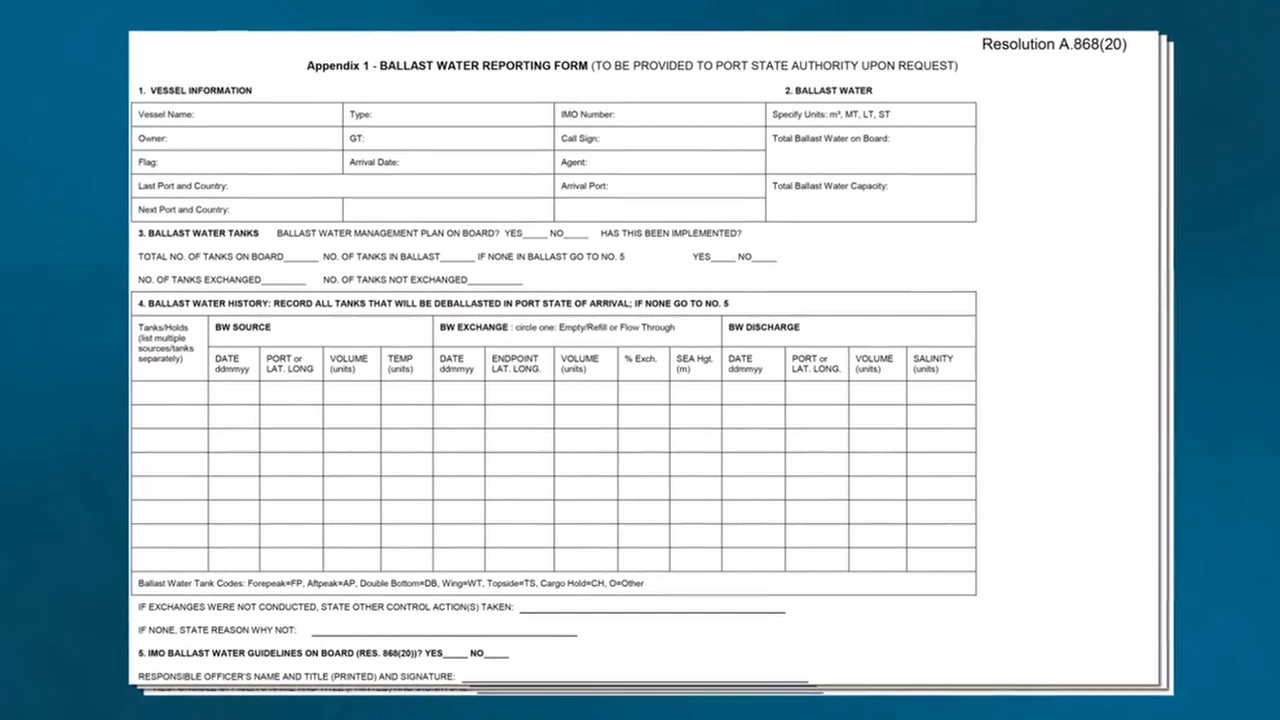 Resolution A.868(20)
Appendix 1 - BALLAST WATER REPORTING FORM (TO BE PROVIDED TO PORT STATE AUTHORITY UPON REQUEST)
1. VESSEL INFORMATION 2. BALLAST WATER
Vessel Name: Type: IMO Number: Specify Units: m³, MT, LT, ST
Owner: GT: Call Sign: Total Ballast Water on Board:
Flag: Arrival Date: Agent:
Last Port and Country: Arrival Port: Total Ballast Water Capacity:
Next Port and Country:
3. BALLAST WATER TANKS BALLAST WATER MANAGEMENT PLAN ON BOARD? YES_____ NO_____ HAS THIS BEEN IMPLEMENTED?
TOTAL NO. OF TANKS ON BOARD_______ NO. OF TANKS IN BALLAST_______ IF NONE IN BALLAST GO TO NO. 5 YES_____ NO_____
NO. OF TANKS EXCHANGED_________ NO. OF TANKS NOT EXCHANGED___________
4. BALLAST WATER HISTORY: RECORD ALL TANKS THAT WILL BE DEBALLASTED IN PORT STATE OF ARRIVAL; IF NONE GO TO NO. 5
Tanks/Holds
(list multiple
sources/tanks
separately)
BW SOURCE BW EXCHANGE : circle one: Empty/Refill or Flow Through BW DISCHARGE
DATE PORT or VOLUME TEMP DATE ENDPOINT VOLUME % Exch. SEA Hgt. DATE PORT or VOLUME SALINITY
ddmmyy LAT. LONG (units) (units) ddmmyy LAT. LONG. (units) (m) ddmmyy LAT. LONG. (units) (units)
Ballast Water Tank Codes: Forepeak=FP, Aftpeak=AP, Double Bottom=DB, Wing=WT, Topside=TS, Cargo Hold=CH, O=Other
IF EXCHANGES WERE NOT CONDUCTED, STATE OTHER CONTROL ACTION(S) TAKEN:
IF NONE, STATE REASON WHY NOT:
5. IMO BALLAST WATER GUIDELINES ON BOARD (RES. 868(20))? YES_____ NO_____
RESPONSIBLE OFFICER'S NAME AND TITLE (PRINTED) AND SIGNATURE: